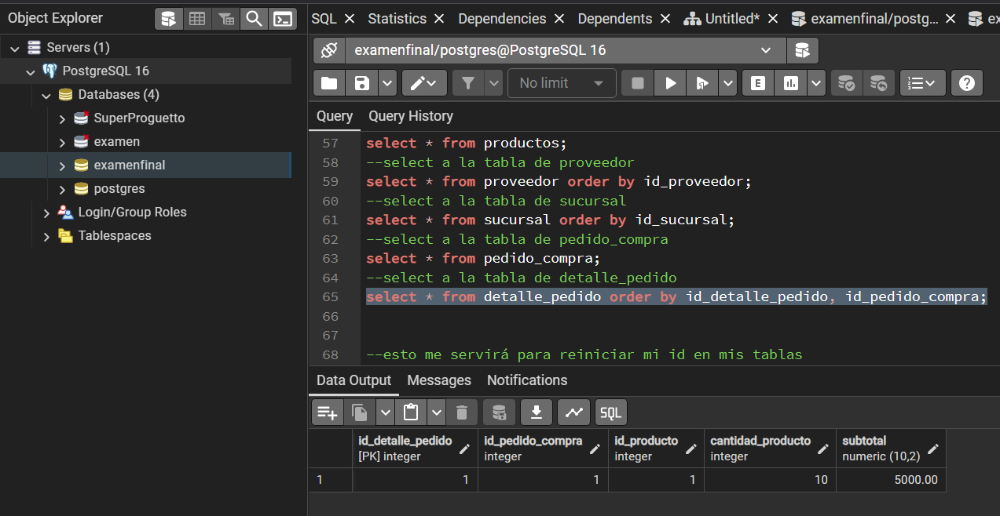 Object Explorer
SQL
Statistics
Dependencies
Dependents
Untitled*
examenfinal/postg...
ex
Servers (1)
PostgreSQL 16
Databases (4)
SuperProguetto
examen
examenfinal
postgres
Login/Group Roles
Tablespaces
examenfinal/postgres@PostgreSQL 16
No limit
E
Query
Query History
57 select * from productos;
58 --select a la tabla de proveedor
59 select * from proveedor order by id_proveedor;
60 --select a la tabla de sucursal
61 select * from sucursal order by id_sucursal;
62 --select a la tabla de pedido_compra
63 select * from pedido_compra;
64 --select a la tabla de detalle_pedido
65 select * from detalle_pedido order by id_detalle_pedido, id_pedido_compra;
66
67
68 --esto me servirá para reiniciar mi id en mis tablas
Data Output
Messages
Notifications
SQL
id_detalle_pedido id_pedido_compra id_producto cantidad_producto subtotal
[PK] integer integer integer integer numeric (10,2)
1 1 1 1 10 5000.00